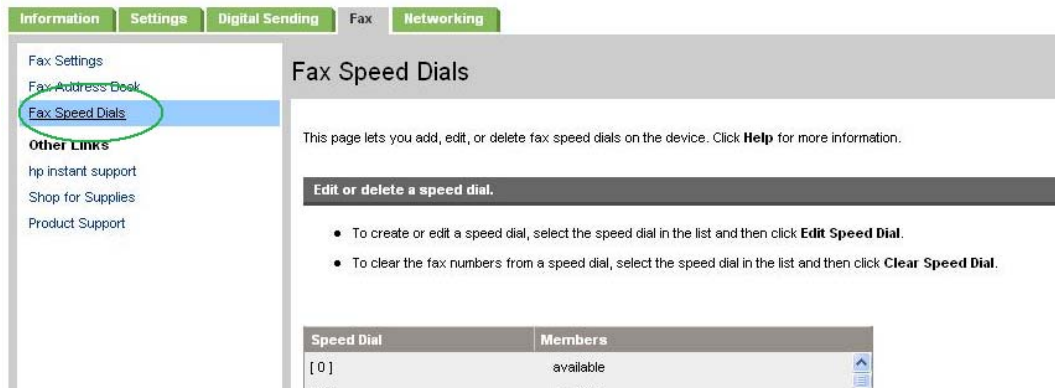 Information Settings Digital Sending Fax Networking
Fax Settings
Fax Address Book
Fax Speed Dials
Other Links
hp instant support
Shop for Supplies
Product Support
Fax Speed Dials
This page lets you add, edit, or delete fax speed dials on the device. Click Help for more information.
Edit or delete a speed dial.
● To create or edit a speed dial, select the speed dial in the list and then click Edit Speed Dial.
● To clear the fax numbers from a speed dial, select the speed dial in the list and then click Clear Speed Dial.
Speed Dial Members
[ 0 ] available